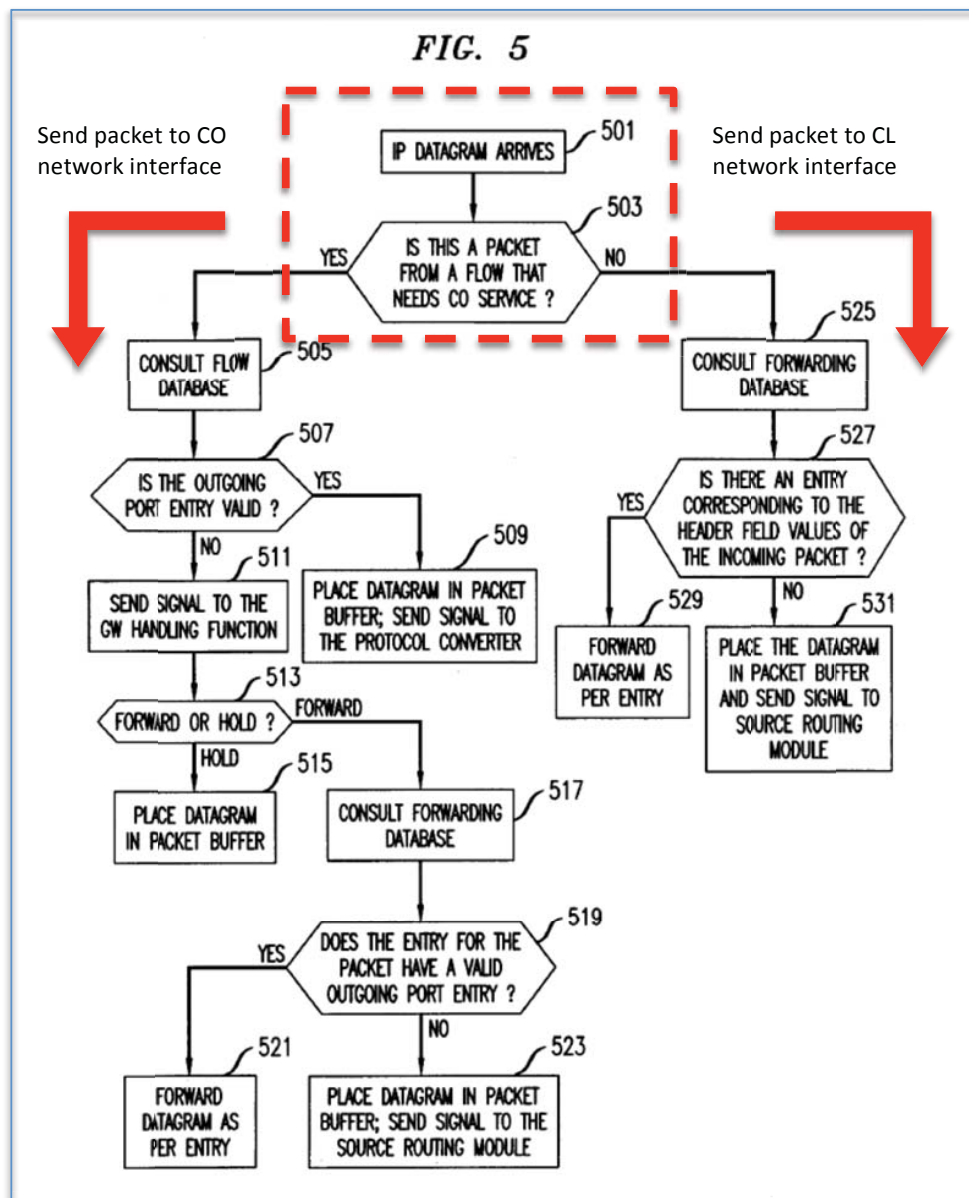 FIG. 5
Send packet to CO
network interface
Send packet to CL
network interface
501
IP DATAGRAM ARRIVES
503
IS THIS A PACKET
FROM A FLOW THAT
NEEDS CO SERVICE ?
YES
NO
505
CONSULT FLOW
DATABASE
525
CONSULT FORWARDING
DATABASE
507
IS THE OUTGOING
PORT ENTRY VALID ?
YES
NO
527
IS THERE AN ENTRY
CORRESPONDING TO THE
HEADER FIELD VALUES OF
THE INCOMING PACKET ?
YES
NO
509
PLACE DATAGRAM IN PACKET
BUFFER; SEND SIGNAL TO
THE PROTOCOL CONVERTER
511
SEND SIGNAL TO THE
GW HANDLING FUNCTION
529
FORWARD
DATAGRAM AS
PER ENTRY
531
PLACE THE DATAGRAM
IN PACKET BUFFER
AND SEND SIGNAL TO
SOURCE ROUTING
MODULE
513
FORWARD OR HOLD ?
FORWARD
HOLD
515
PLACE DATAGRAM
IN PACKET BUFFER
517
CONSULT FORWARDING
DATABASE
519
DOES THE ENTRY FOR THE
PACKET HAVE A VALID
OUTGOING PORT ENTRY ?
YES
NO
521
FORWARD
DATAGRAM AS
PER ENTRY
523
PLACE DATAGRAM IN PACKET
BUFFER; SEND SIGNAL TO THE
SOURCE ROUTING MODULE